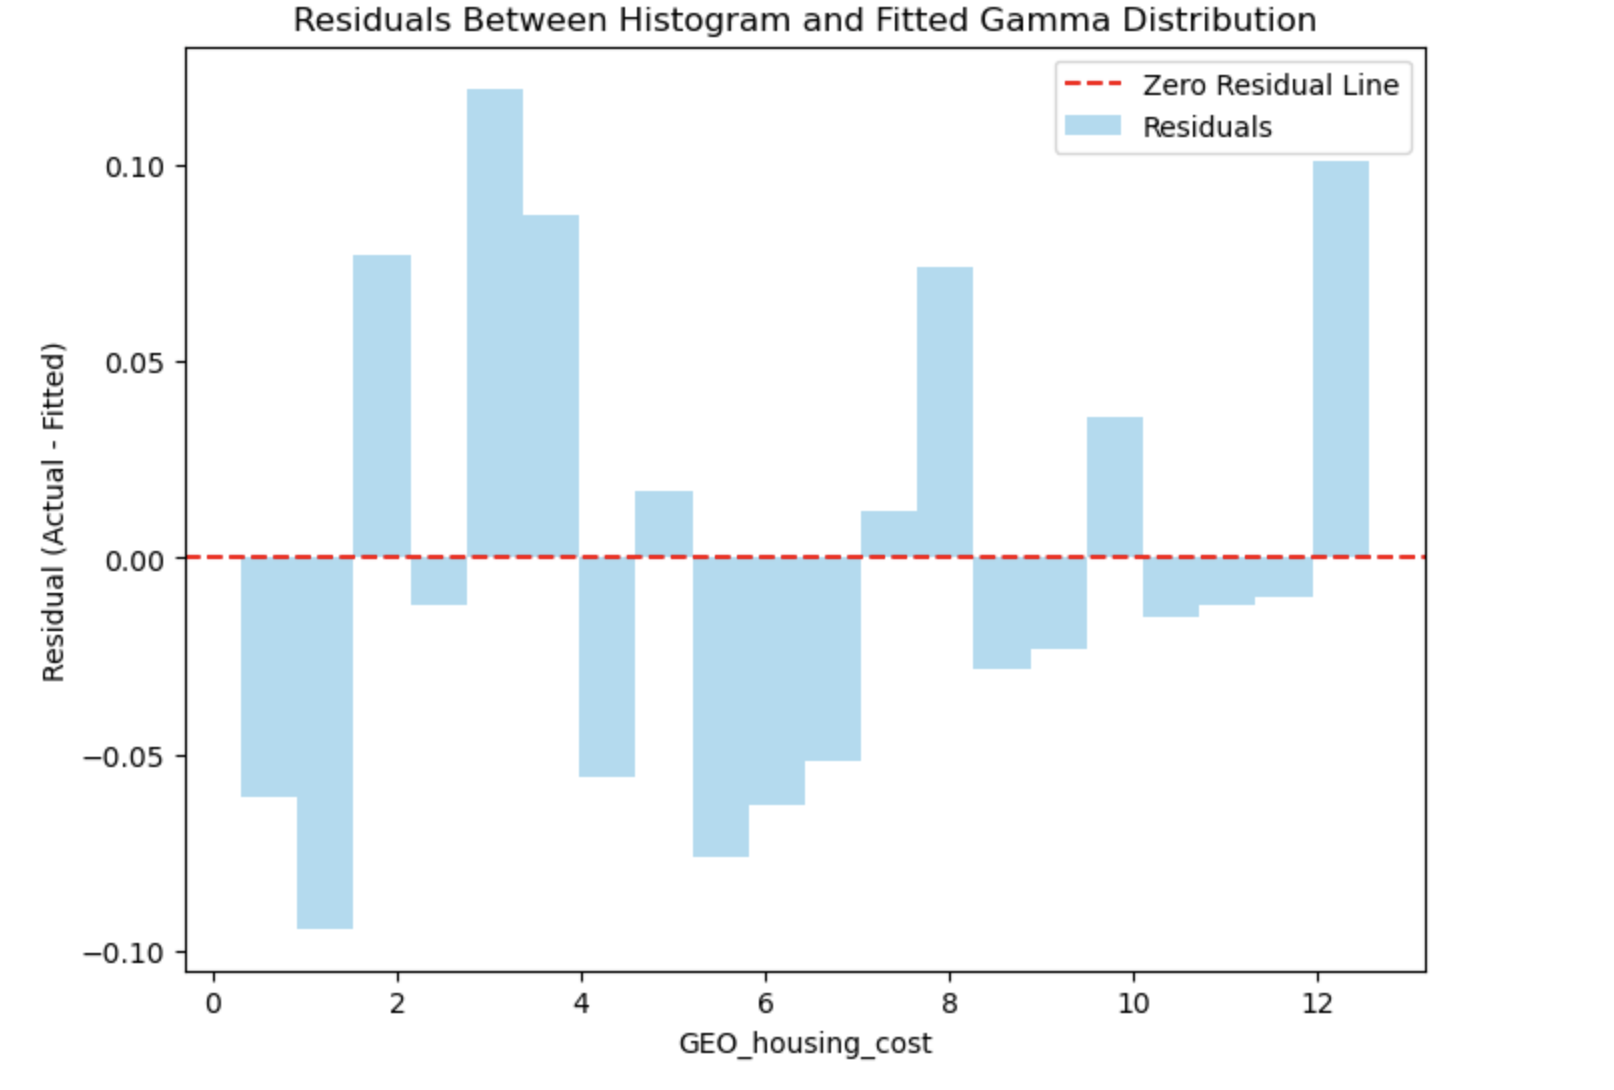 Residuals Between Histogram and Fitted Gamma Distribution
Zero Residual Line
Residuals
Residual (Actual - Fitted)
0.10
0.05
0.00
−0.05
−0.10
0 2 4 6 8 10 12
GEO_housing_cost